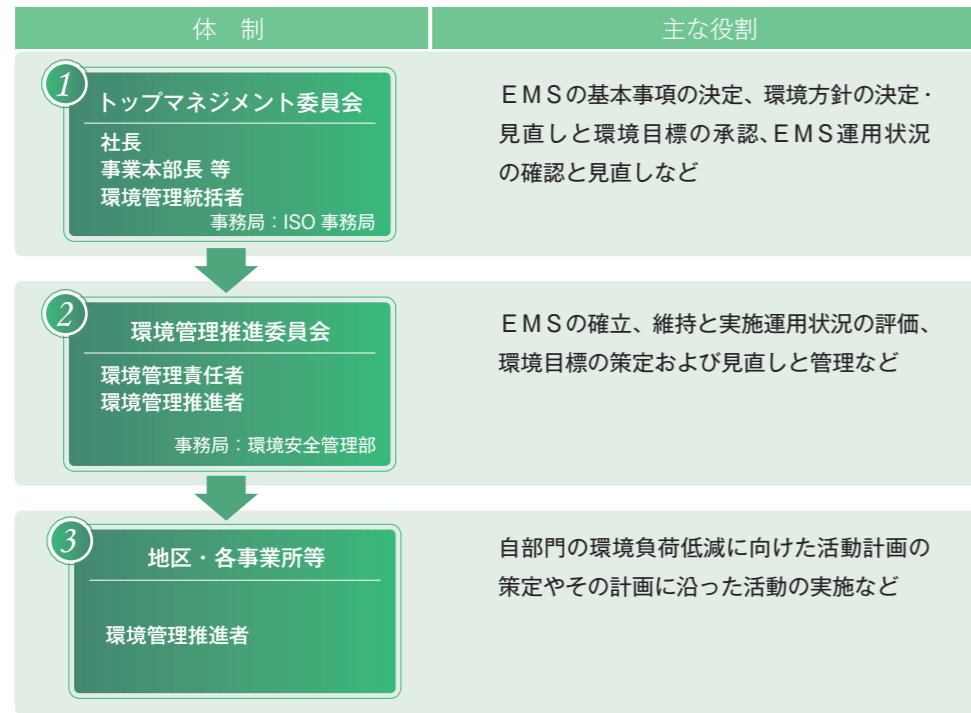 体　制
主な役割
1
トップマネジメント委員会
社長
事業本部長 等
環境管理統括者
事務局：ISO 事務局
ＥＭＳの基本事項の決定、環境方針の決定・
見直しと環境目標の承認、ＥＭＳ運用状況
の確認と見直しなど
2
環境管理推進委員会
環境管理責任者
環境管理推進者
事務局：環境安全管理部
ＥＭＳの確立、維持と実施運用状況の評価、
環境目標の策定および見直しと管理など
3
地区・各事業所等
環境管理推進者
自部門の環境負荷低減に向けた活動計画の
策定やその計画に沿った活動の実施など